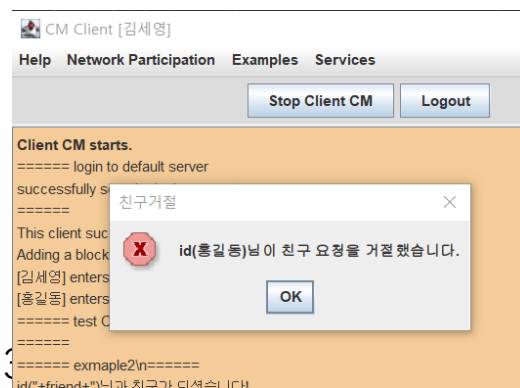 CM Client [김세영]
Help Network Participation Examples Services
Stop Client CM Logout
Client CM starts.
====== login to default server
successfully s
======
This client suc
Adding a block
[김세영] enters
[홍길동] enters
====== test C
======
====== exmaple2\n======
id("+friend+")님과 친구가 되셨습니다!
친구거절
id(홍길동)님이 친구 요청을 거절했습니다.
OK